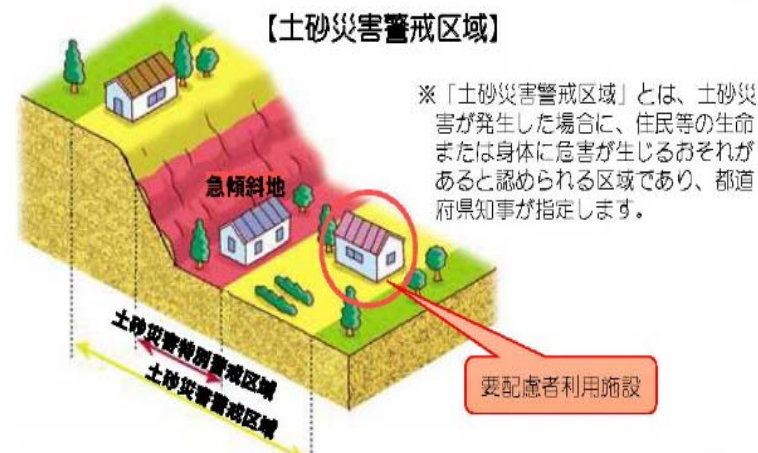 【土砂災害警戒区域】
※「土砂災害警戒区域」とは、土砂災
害が発生した場合に、住民等の生命
または身体に危害が生じるおそれが
あると認められる区域であり、都道
府県知事が指定します。
急傾斜地
土砂災害特別警戒区域
土砂災害警戒区域
要配慮者利用施設